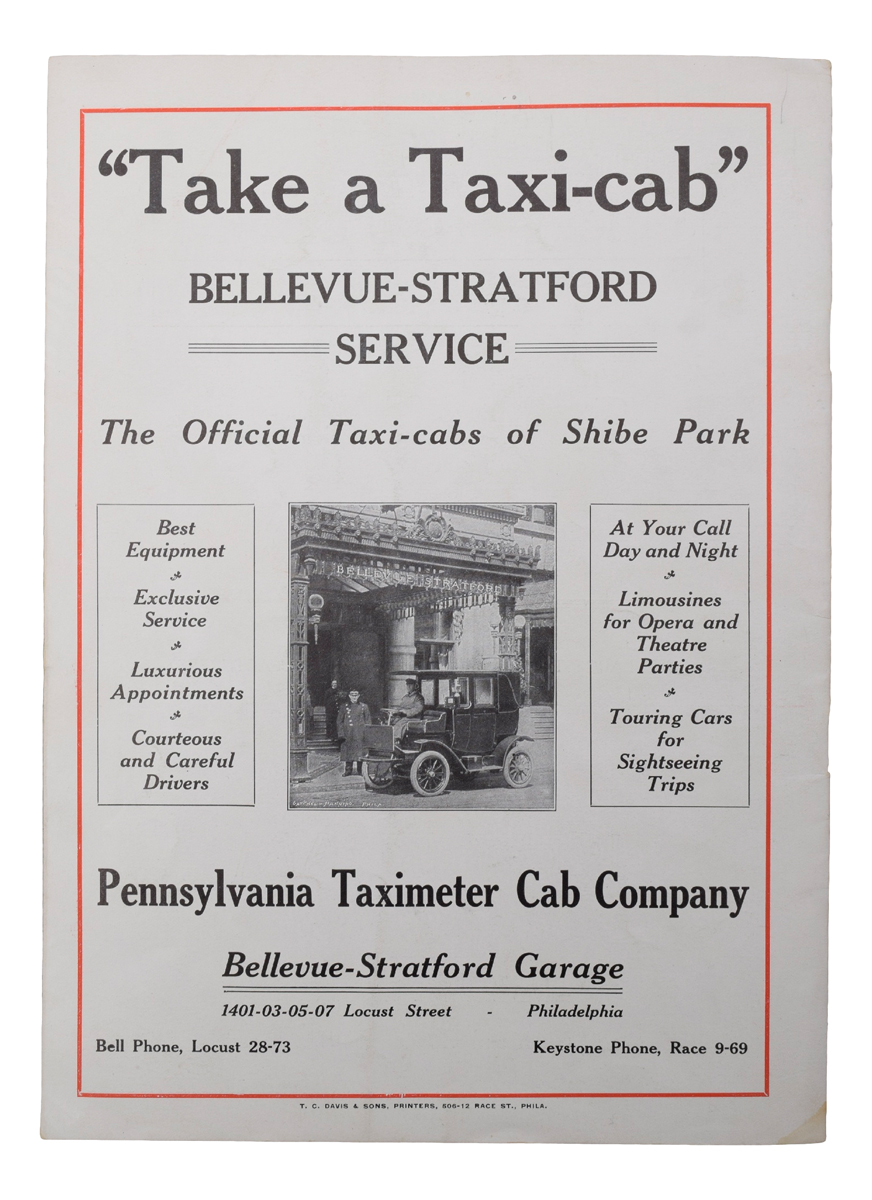 “Take a Taxi-cab”
BELLEVUE-STRATFORD
SERVICE
The Official Taxi-cabs of Shibe Park
Best
Equipment
Exclusive
Service
Luxurious
Appointments
Courteous
and Careful
Drivers
BELLEVUE STRATFORD
At Your Call
Day and Night
Limousines
for Opera and
Theatre
Parties
Touring Cars
for
Sightseeing
Trips
Pennsylvania Taximeter Cab Company
Bellevue-Stratford Garage
1401-03-05-07 Locust Street - Philadelphia
Bell Phone, Locust 28-73
Keystone Phone, Race 9-69
T. C. DAVIS & SONS, PRINTERS, 606-12 RACE ST., PHILA.